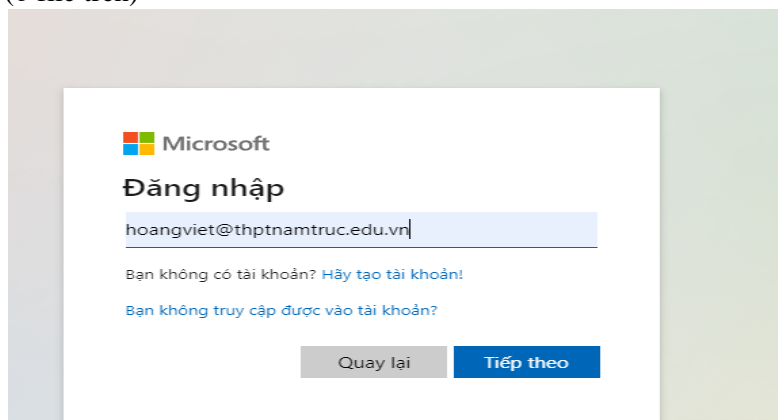 Microsoft
Đăng nhập
hoangviet@thptnamtruc.edu.vn
Bạn không có tài khoản? Hãy tạo tài khoản!
Bạn không truy cập được vào tài khoản?
Quay lại Tiếp theo